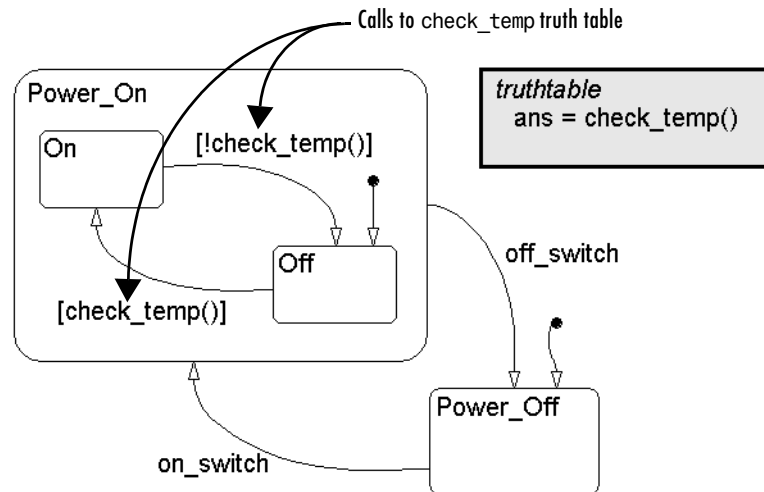 Calls to check_temp truth table
Power_On
truthtable
ans = check_temp()
On
[!check_temp()]
Off
off_switch
[check_temp()]
Power_Off
on_switch